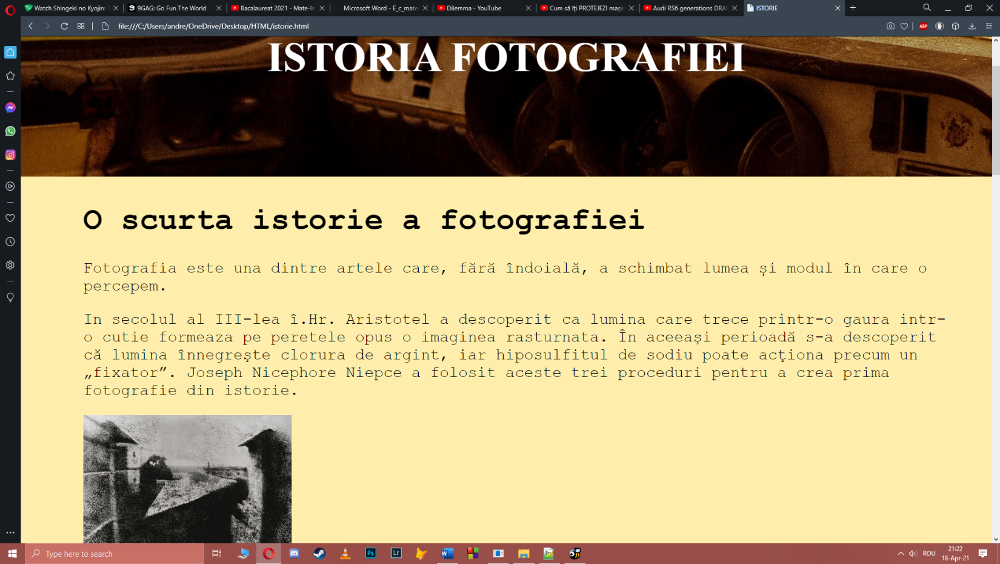 Watch Shingeki no Kyojin: T
9GAG: Go Fun The World
Bacalaureat 2021 - Mate-In
Microsoft Word - E_c_mate
Dilemma - YouTube
Cum să îți PROTEJEZI mașin
Audi RS6 generations DRAG
ISTORIE
file:///C:/Users/andre/OneDrive/Desktop/HTML/istorie.html
ABP
ISTORIA FOTOGRAFIEI
O scurta istorie a fotografiei
Fotografia este una dintre artele care, fără îndoială, a schimbat lumea și modul în care o
percepem.
In secolul al III-lea î.Hr. Aristotel a descoperit ca lumina care trece printr-o gaura intr-
o cutie formeaza pe peretele opus o imaginea rasturnata. În aceeaşi perioadă s-a descoperit
că lumina înnegreşte clorura de argint, iar hiposulfitul de sodiu poate acţiona precum un
„fixator”. Joseph Nicephore Niepce a folosit aceste trei proceduri pentru a crea prima
fotografie din istorie.
Type here to search
Ps
Lr
W
ROU
21:22
18-Apr-21